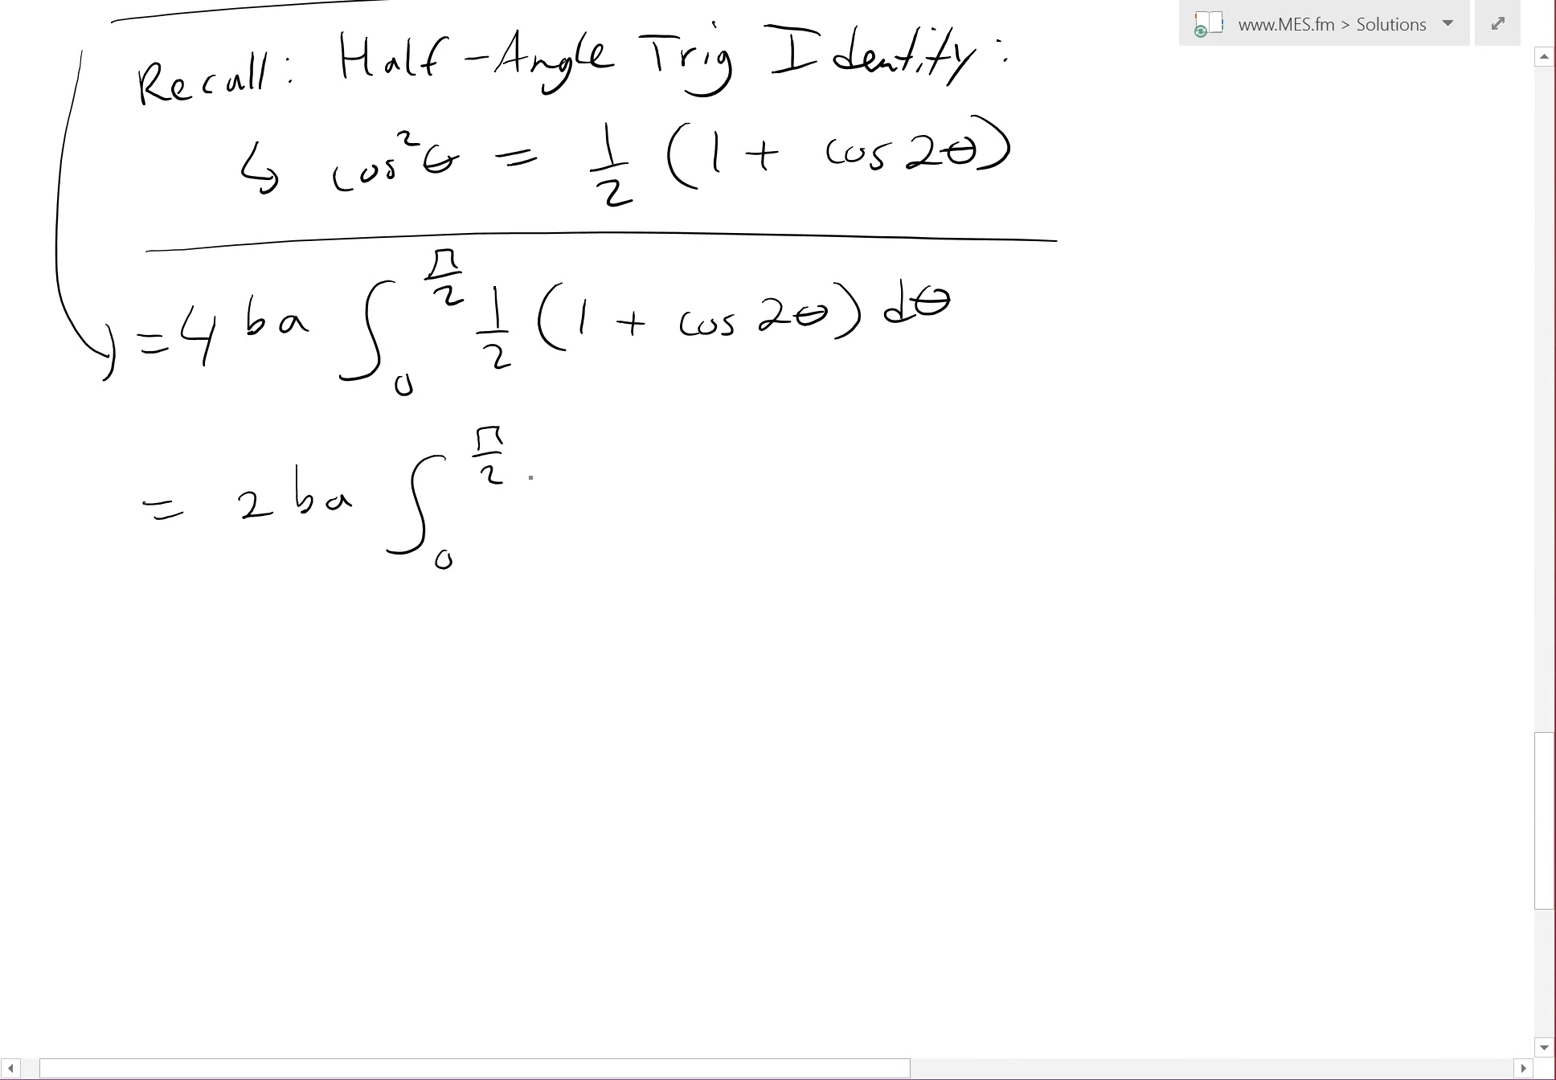 www.MES.fm > Solutions
Recall: Half-Angle Trig Identity:
↳ cos²θ = 1/2 (1 + cos 2θ)
= 4 ba ∫₀^(π/2) 1/2 (1 + cos 2θ) dθ
= 2 ba ∫₀^(π/2)